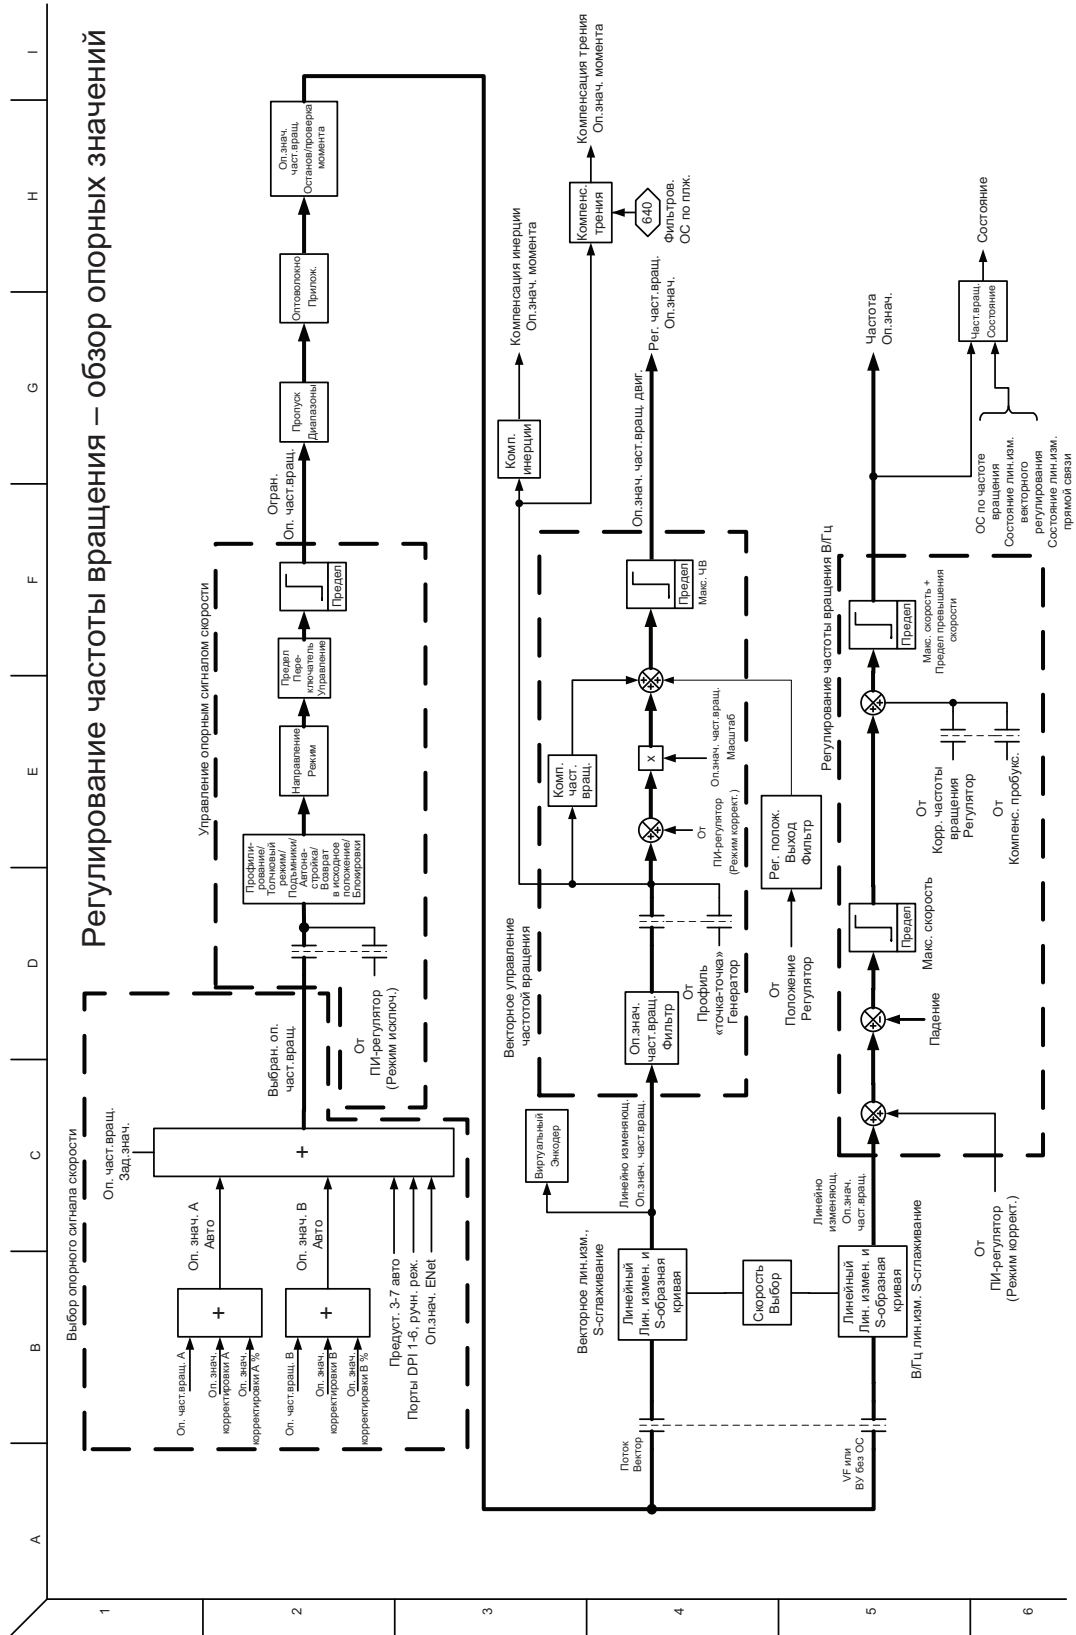 Регулирование частоты вращения – обзор опорных значений
A
B
C
D
E
F
G
H
I
1
2
3
4
5
6
Выбор опорного сигнала скорости
Оп. част.вращ.
Зад.знач.
Оп. част.вращ. A
Оп. знач.
корректировки A
Оп. знач.
корректировки A %
+
Оп. знач. A
Авто
Оп. част.вращ. B
Оп. знач.
корректировки B
Оп. знач.
корректировки B %
+
Оп. знач. B
Авто
Предуст. 3-7 авто
Порты DPI 1-6, ручн. реж.
Оп.знач. ENet
+
Выбран. оп.
част.вращ.
Управление опорным сигналом скорости
От
ПИ-регулятор
(Режим исключ.)
Профили-
рование/
Толчковый
режим/
Подъмники/
Автона-
стройка/
Возврат
в исходное
положение/
Блокировки
Направление
Режим
Предел
Пере-
ключатель
Управление
Предел
Огран.
Оп. част.вращ.
Пропуск
Диапазоны
Оптоволокно
Прилож.
Оп.знач.
част.вращ.
Останов/проверка
момента
Поток
Вектор
VF или
ВУ без ОС
Векторное лин.изм.,
S-сглаживание
Линейный
Лин. измен. и
S-образная
кривая
Скорость
Выбор
Линейный
Лин. измен. и
S-образная
кривая
В/Гц лин.изм. S-сглаживание
Виртуальный
Энкодер
Линейно изменяющ.
Оп.знач. част.вращ.
Векторное управление
частотой вращения
Оп.знач.
част.вращ.
Фильтр
От
Профиль
«точка-точка»
Генератор
Комп.
част.
вращ.
От
ПИ-регулятор
(Режим коррект.)
x
Оп.знач. част.вращ.
Масштаб
От
Положение
Регулятор
Рег. полож.
Выход
Фильтр
Предел
Макс. ЧВ
Оп.знач. част.вращ. двиг.
Рег. част.вращ.
Оп.знач.
Комп.
инерции
Компенсация инерции
Оп.знач. момента
Компенс.
трения
640
Фильтров.
ОС по плж.
Компенсация трения
Оп.знач. момента
Линейно
изменяющ.
Оп.знач.
част.вращ.
От
ПИ-регулятор
(Режим коррект.)
Регулирование частоты вращения В/Гц
Падение
Предел
Макс. скорость
От
Корр. частоты
вращения
Регулятор
От
Компенс. пробукс.
Предел
Макс. скорость +
Предел превышения
скорости
Частота
Оп.знач.
ОС по частоте
вращения
Состояние лин.изм.
векторного
регулирования
Состояние лин.изм.
прямой связи
Част.вращ.
Состояние
Состояние